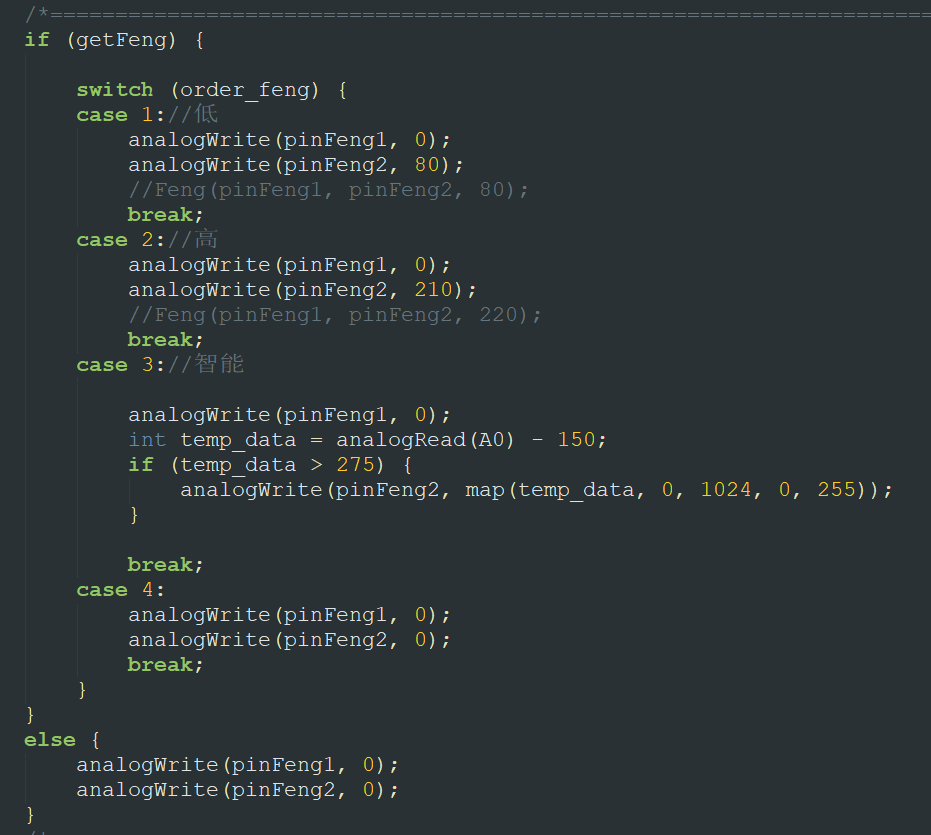 /*====================================================================
if (getFeng) {
switch (order_feng) {
case 1://低
analogWrite(pinFeng1, 0);
analogWrite(pinFeng2, 80);
//Feng(pinFeng1, pinFeng2, 80);
break;
case 2://高
analogWrite(pinFeng1, 0);
analogWrite(pinFeng2, 210);
//Feng(pinFeng1, pinFeng2, 220);
break;
case 3://智能
analogWrite(pinFeng1, 0);
int temp_data = analogRead(A0) - 150;
if (temp_data > 275) {
analogWrite(pinFeng2, map(temp_data, 0, 1024, 0, 255));
}
break;
case 4:
analogWrite(pinFeng1, 0);
analogWrite(pinFeng2, 0);
break;
}
}
else {
analogWrite(pinFeng1, 0);
analogWrite(pinFeng2, 0);
}